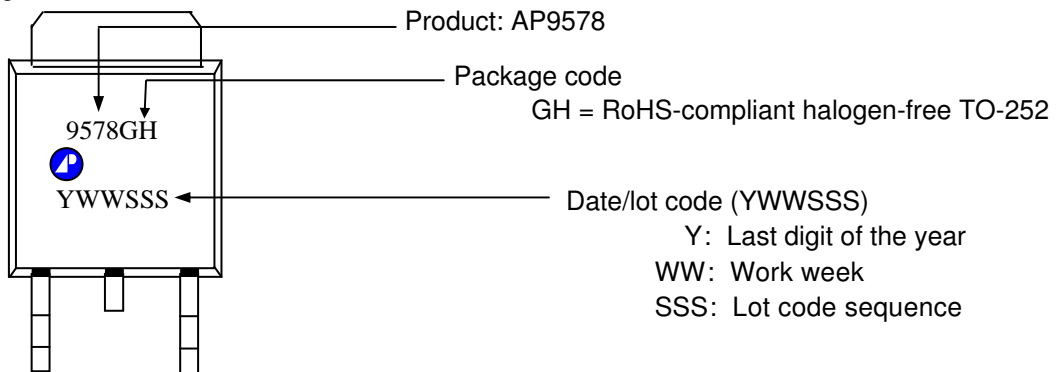 Product: AP9578
Package code
GH = RoHS-compliant halogen-free TO-252
9578GH
YWWSSS
Date/lot code (YWWSSS)
Y: Last digit of the year
WW: Work week
SSS: Lot code sequence